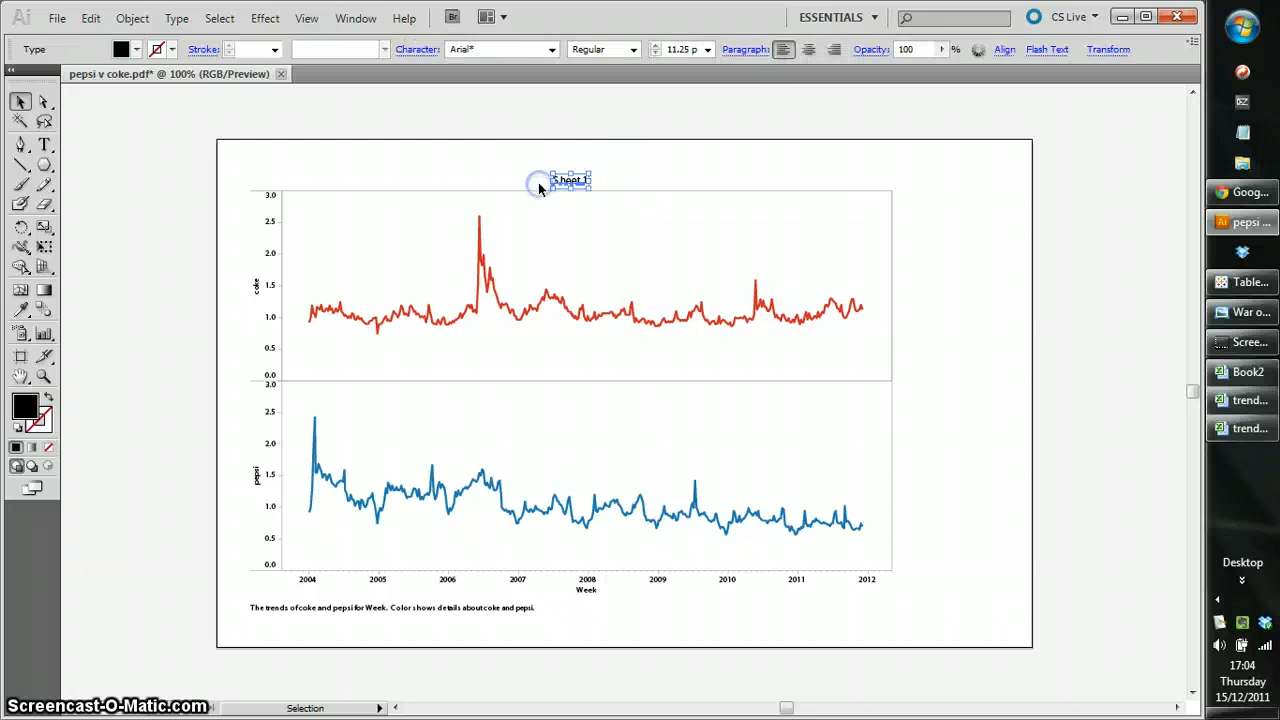 Ai File Edit Object Type Select Effect View Window Help Br ESSENTIALS CS Live
Type Stroke: Character: Arial* Regular 11.25 p Paragraph: Opacity: 100 % Align Flash Text Transform
pepsi v coke.pdf* @ 100% (RGB/Preview)
Sheet 1
3.0
2.5
2.0
1.5
1.0
0.5
0.0
coke
3.0
2.5
2.0
1.5
1.0
0.5
0.0
pepsi
2004 2005 2006 2007 2008 2009 2010 2011 2012
Week
The trends of coke and pepsi for Week. Color shows details about coke and pepsi.
Selection
Screencast-O-Matic.com
Goog...
Ai pepsi ...
Table...
War o...
Scree...
Book2
trend...
trend...
Desktop
17:04
Thursday
15/12/2011